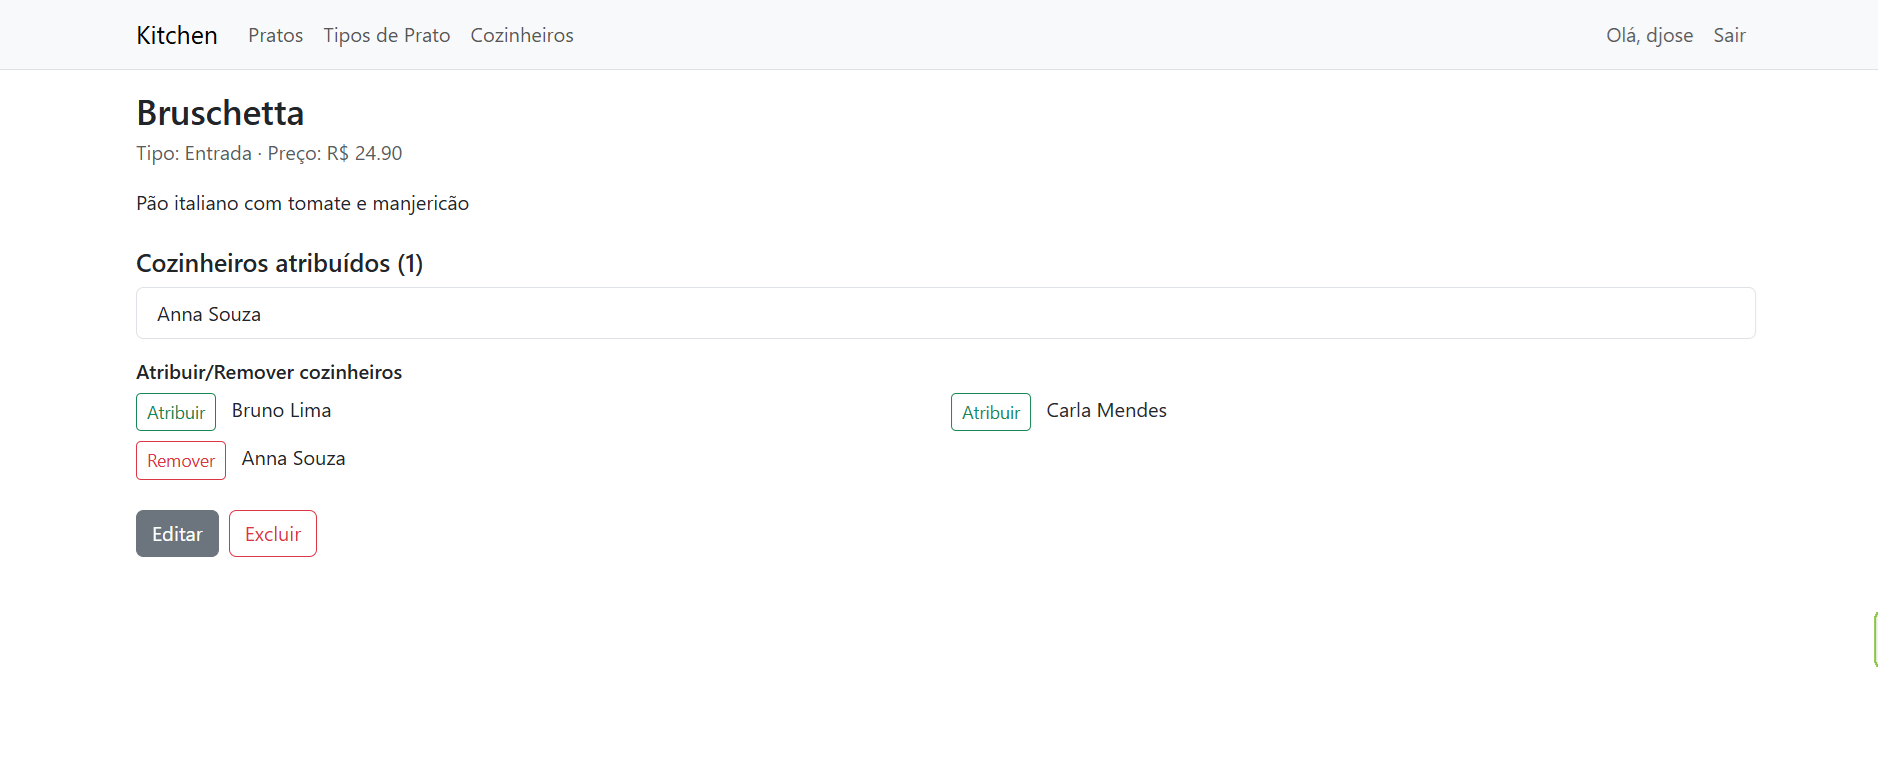 Kitchen Pratos Tipos de Prato Cozinheiros Olá, djose Sair
Bruschetta
Tipo: Entrada · Preço: R$ 24.90
Pão italiano com tomate e manjericão
Cozinheiros atribuídos (1)
Anna Souza
Atribuir/Remover cozinheiros
Atribuir Bruno Lima Atribuir Carla Mendes
Remover Anna Souza
Editar Excluir